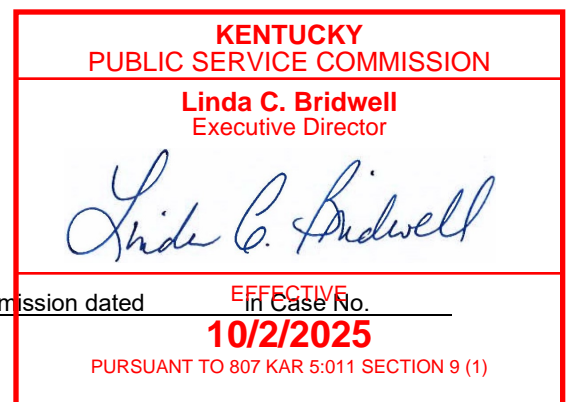 KENTUCKY
PUBLIC SERVICE COMMISSION
Linda C. Bridwell
Executive Director
Linda C. Bridwell
mission dated in Case No.
EFFECTIVE
10/2/2025
PURSUANT TO 807 KAR 5:011 SECTION 9 (1)